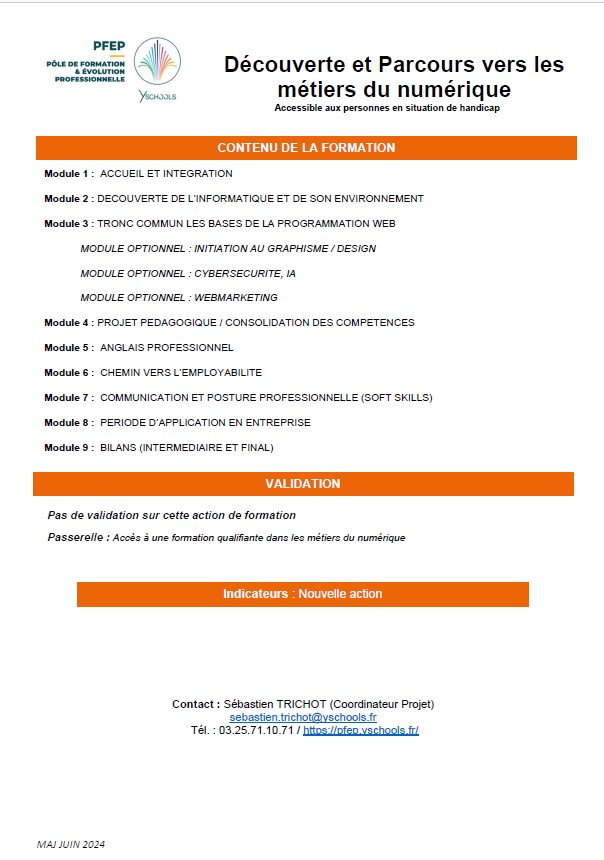 PFEP
PÔLE DE FORMATION
& ÉVOLUTION
PROFESSIONNELLE
YSCHOOLS
Découverte et Parcours vers les
métiers du numérique
Accessible aux personnes en situation de handicap
CONTENU DE LA FORMATION
Module 1 : ACCUEIL ET INTEGRATION
Module 2 : DECOUVERTE DE L'INFORMATIQUE ET DE SON ENVIRONNEMENT
Module 3 : TRONC COMMUN LES BASES DE LA PROGRAMMATION WEB
MODULE OPTIONNEL : INITIATION AU GRAPHISME / DESIGN
MODULE OPTIONNEL : CYBERSECURITE, IA
MODULE OPTIONNEL : WEBMARKETING
Module 4 : PROJET PEDAGOGIQUE / CONSOLIDATION DES COMPETENCES
Module 5 : ANGLAIS PROFESSIONNEL
Module 6 : CHEMIN VERS L'EMPLOYABILITE
Module 7 : COMMUNICATION ET POSTURE PROFESSIONNELLE (SOFT SKILLS)
Module 8 : PERIODE D'APPLICATION EN ENTREPRISE
Module 9 : BILANS (INTERMEDIAIRE ET FINAL)
VALIDATION
Pas de validation sur cette action de formation
Passerelle : Accès à une formation qualifiante dans les métiers du numérique
Indicateurs : Nouvelle action
Contact : Sébastien TRICHOT (Coordinateur Projet)
sebastien.trichot@yschools.fr
Tél. : 03.25.71.10.71 / https://pfep.yschools.fr/
MAJ JUIN 2024